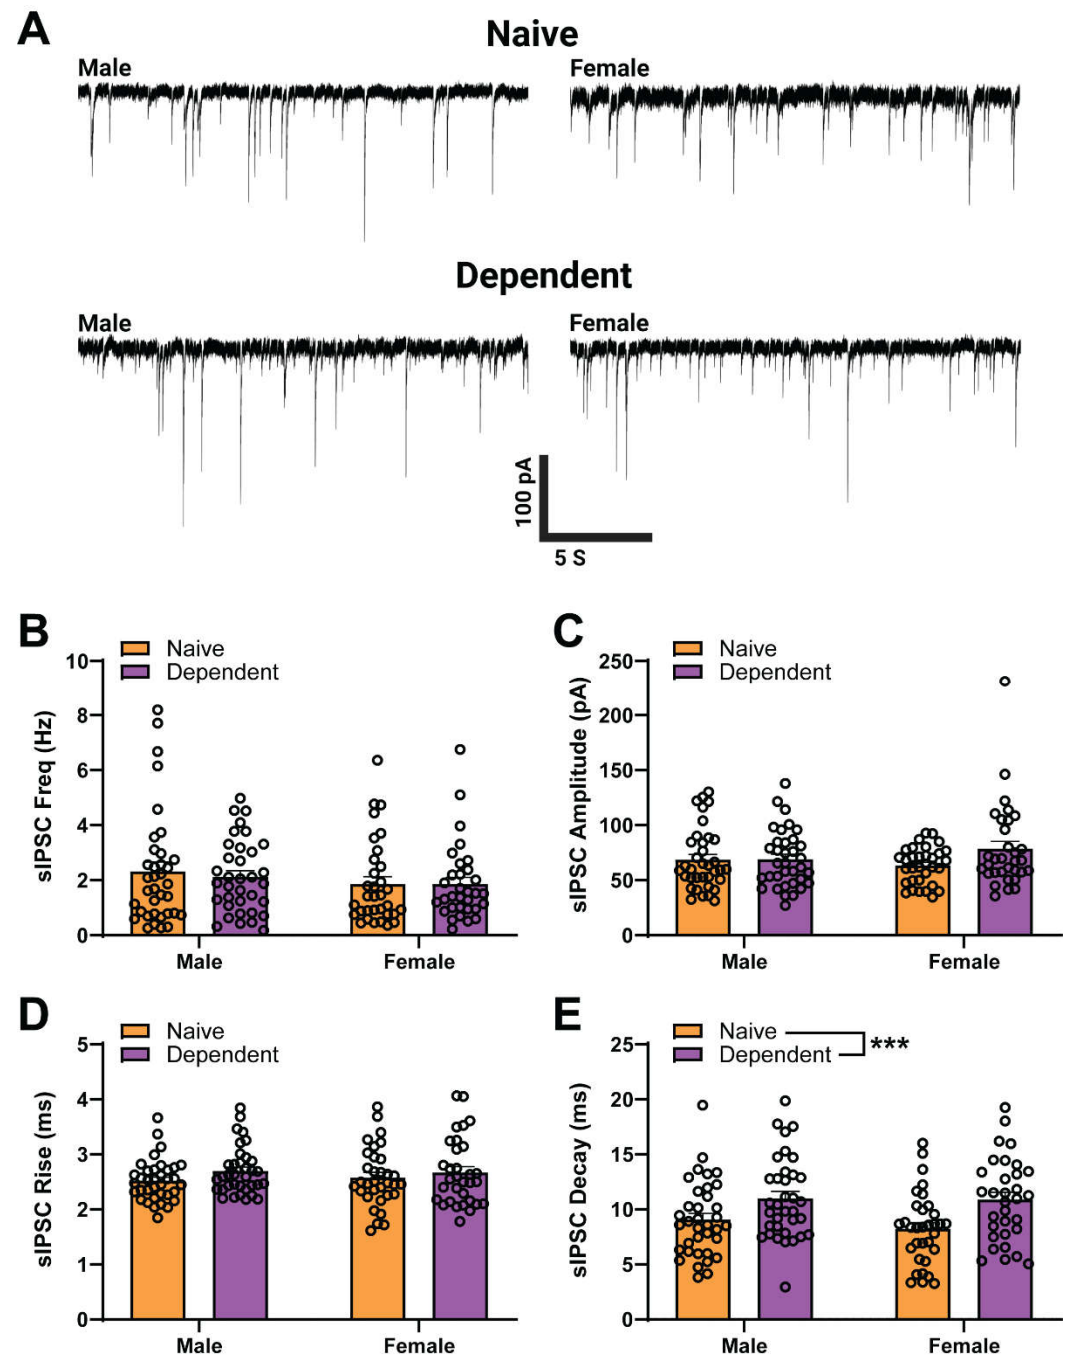 A
Naive
Male
Female
Dependent
Male
Female
100 pA
5 S
B
Naive
Dependent
sIPSC Freq (Hz)
10
8
6
4
2
0
Male
Female
C
Naive
Dependent
sIPSC Amplitude (pA)
250
200
150
100
50
0
Male
Female
D
Naive
Dependent
sIPSC Rise (ms)
5
4
3
2
1
0
Male
Female
E
Naive
Dependent
***
sIPSC Decay (ms)
25
20
15
10
5
0
Male
Female